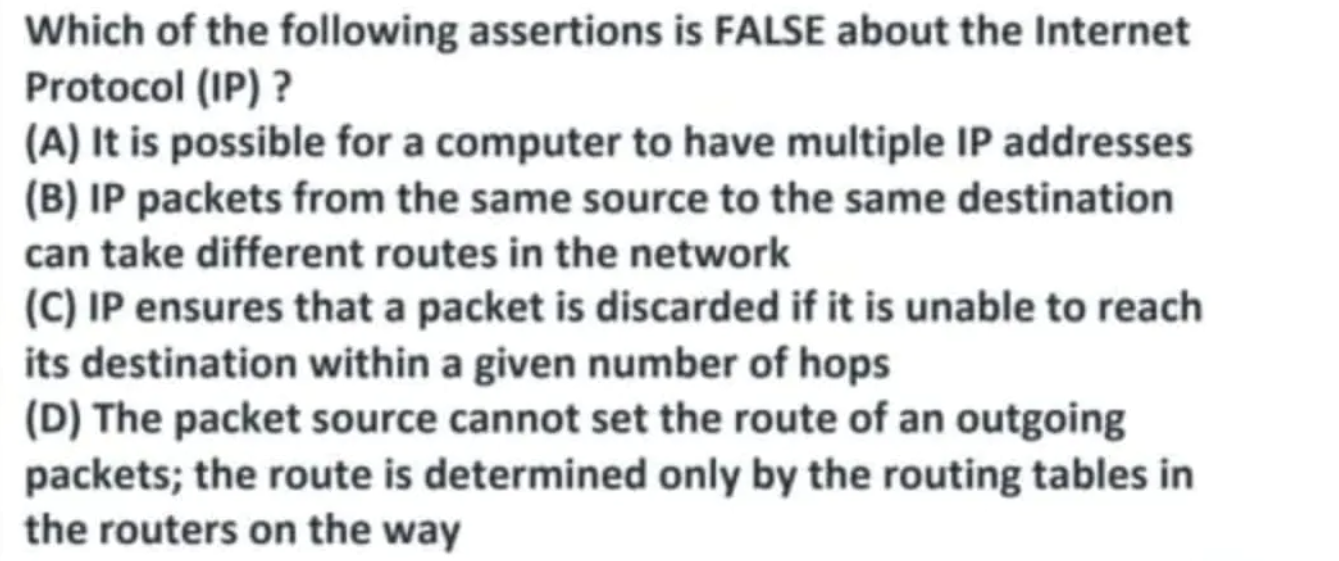 Which of the following assertions is FALSE about the Internet
Protocol (IP) ?
(A) It is possible for a computer to have multiple IP addresses
(B) IP packets from the same source to the same destination
can take different routes in the network
(C) IP ensures that a packet is discarded if it is unable to reach
its destination within a given number of hops
(D) The packet source cannot set the route of an outgoing
packets; the route is determined only by the routing tables in
the routers on the way